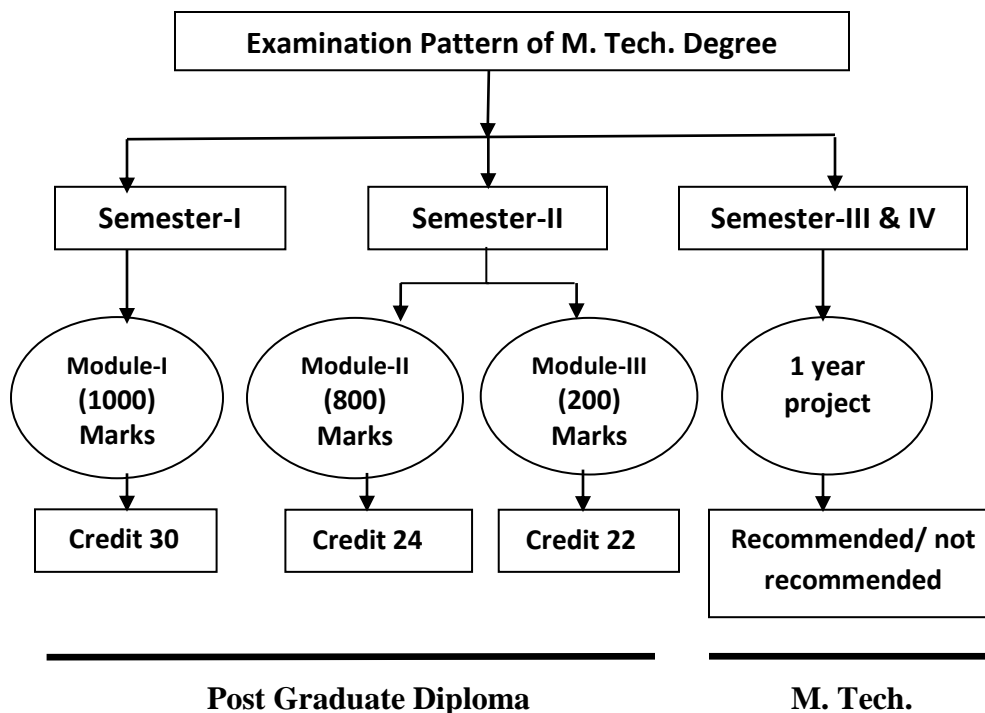 Examination Pattern of M. Tech. Degree
Semester-I
Semester-II
Semester-III & IV
Module-I
(1000)
Marks
Module-II
(800)
Marks
Module-III
(200)
Marks
1 year
project
Credit 30
Credit 24
Credit 22
Recommended/ not
recommended
Post Graduate Diploma
M. Tech.